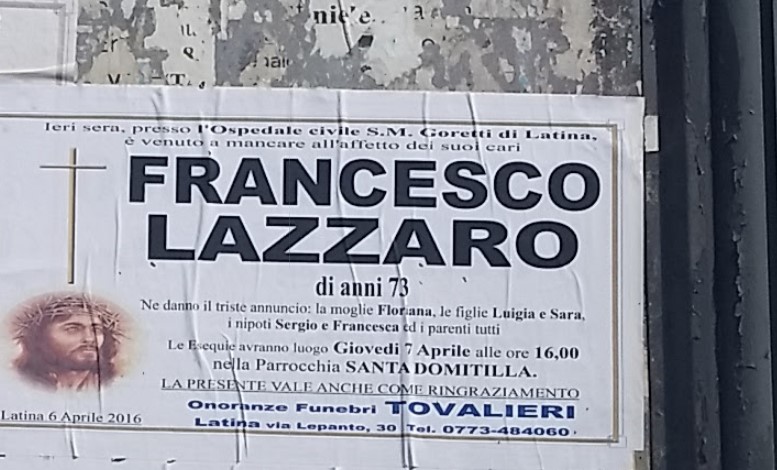 Ieri sera, presso l'Ospedale civile S.M. Goretti di Latina,
è venuto a mancare all'affetto dei suoi cari
FRANCESCO
LAZZARO
di anni 73
Ne danno il triste annuncio: la moglie Floriana, le figlie Luigia e Sara,
i nipoti Sergio e Francesca ed i parenti tutti
Le Esequie avranno luogo Giovedì 7 Aprile alle ore 16,00
nella Parrocchia SANTA DOMITILLA.
LA PRESENTE VALE ANCHE COME RINGRAZIAMENTO
Latina 6 Aprile 2016
Onoranze Funebri TOVALIERI
Latina via Lepanto, 30 Tel. 0773-484060